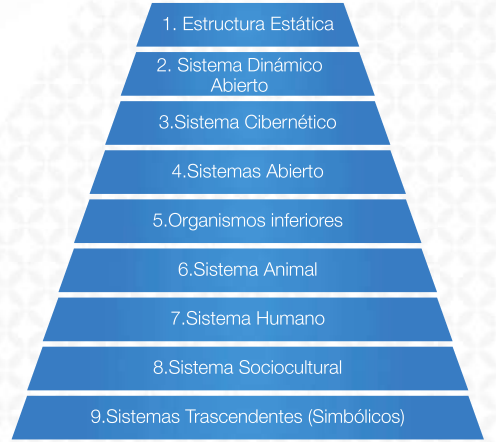 1. Estructura Estática
2. Sistema Dinámico
Abierto
3.Sistema Cibernético
4.Sistemas Abierto
5.Organismos inferiores
6.Sistema Animal
7.Sistema Humano
8.Sistema Sociocultural
9.Sistemas Trascendentes (Simbólicos)